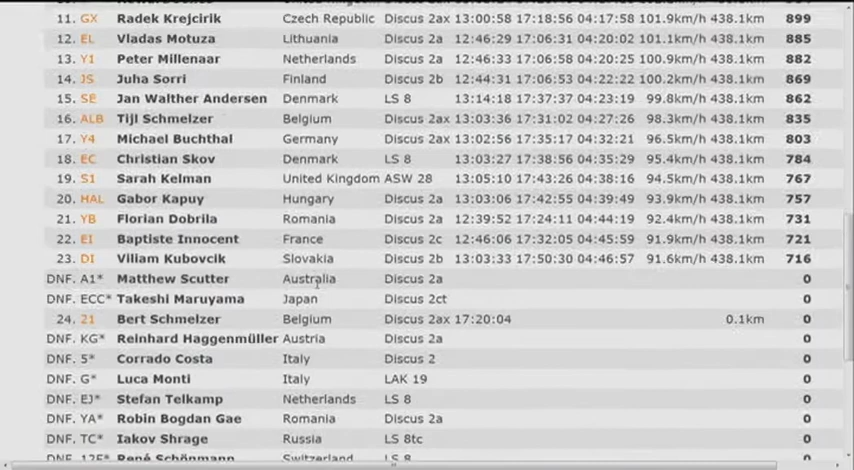 11. GX Radek Krejcirik Czech Republic Discus 2ax 13:00:58 17:18:56 04:17:58 101.9km/h 438.1km 899
12. EL Vladas Motuza Lithuania Discus 2a 12:46:29 17:06:31 04:20:02 101.1km/h 438.1km 885
13. Y1 Peter Millenaar Netherlands Discus 2a 12:46:33 17:06:58 04:20:25 100.9km/h 438.1km 882
14. JS Juha Sorri Finland Discus 2b 12:44:31 17:06:53 04:22:22 100.2km/h 438.1km 869
15. SE Jan Walther Andersen Denmark LS 8 13:14:18 17:37:37 04:23:19 99.8km/h 438.1km 862
16. ALB Tijl Schmelzer Belgium Discus 2ax 13:03:36 17:31:02 04:27:26 98.3km/h 438.1km 835
17. Y4 Michael Buchthal Germany Discus 2ax 13:02:56 17:35:17 04:32:21 96.5km/h 438.1km 803
18. EC Christian Skov Denmark LS 8 13:03:27 17:38:56 04:35:29 95.4km/h 438.1km 784
19. S1 Sarah Kelman United Kingdom ASW 28 13:05:10 17:43:26 04:38:16 94.5km/h 438.1km 767
20. HAL Gabor Kapuy Hungary Discus 2a 13:03:06 17:42:55 04:39:49 93.9km/h 438.1km 757
21. YB Florian Dobrila Romania Discus 2a 12:39:52 17:24:11 04:44:19 92.4km/h 438.1km 731
22. EI Baptiste Innocent France Discus 2c 12:46:06 17:32:05 04:45:59 91.9km/h 438.1km 721
23. DI Viliam Kubovcik Slovakia Discus 2b 13:03:33 17:50:30 04:46:57 91.6km/h 438.1km 716
DNF. A1* Matthew Scutter Australia Discus 2a 0
DNF. ECC* Takeshi Maruyama Japan Discus 2ct 0
24. 21 Bert Schmelzer Belgium Discus 2ax 17:20:04 0.1km 0
DNF. KG* Reinhard Haggenmüller Austria Discus 2a 0
DNF. 5* Corrado Costa Italy Discus 2 0
DNF. G* Luca Monti Italy LAK 19 0
DNF. EJ* Stefan Telkamp Netherlands LS 8 0
DNF. YA* Robin Bogdan Gae Romania Discus 2a 0
DNF. TC* Iakov Shrage Russia LS 8tc 0
DNF. 12F* René Schönmann Switzerland LS 8 0